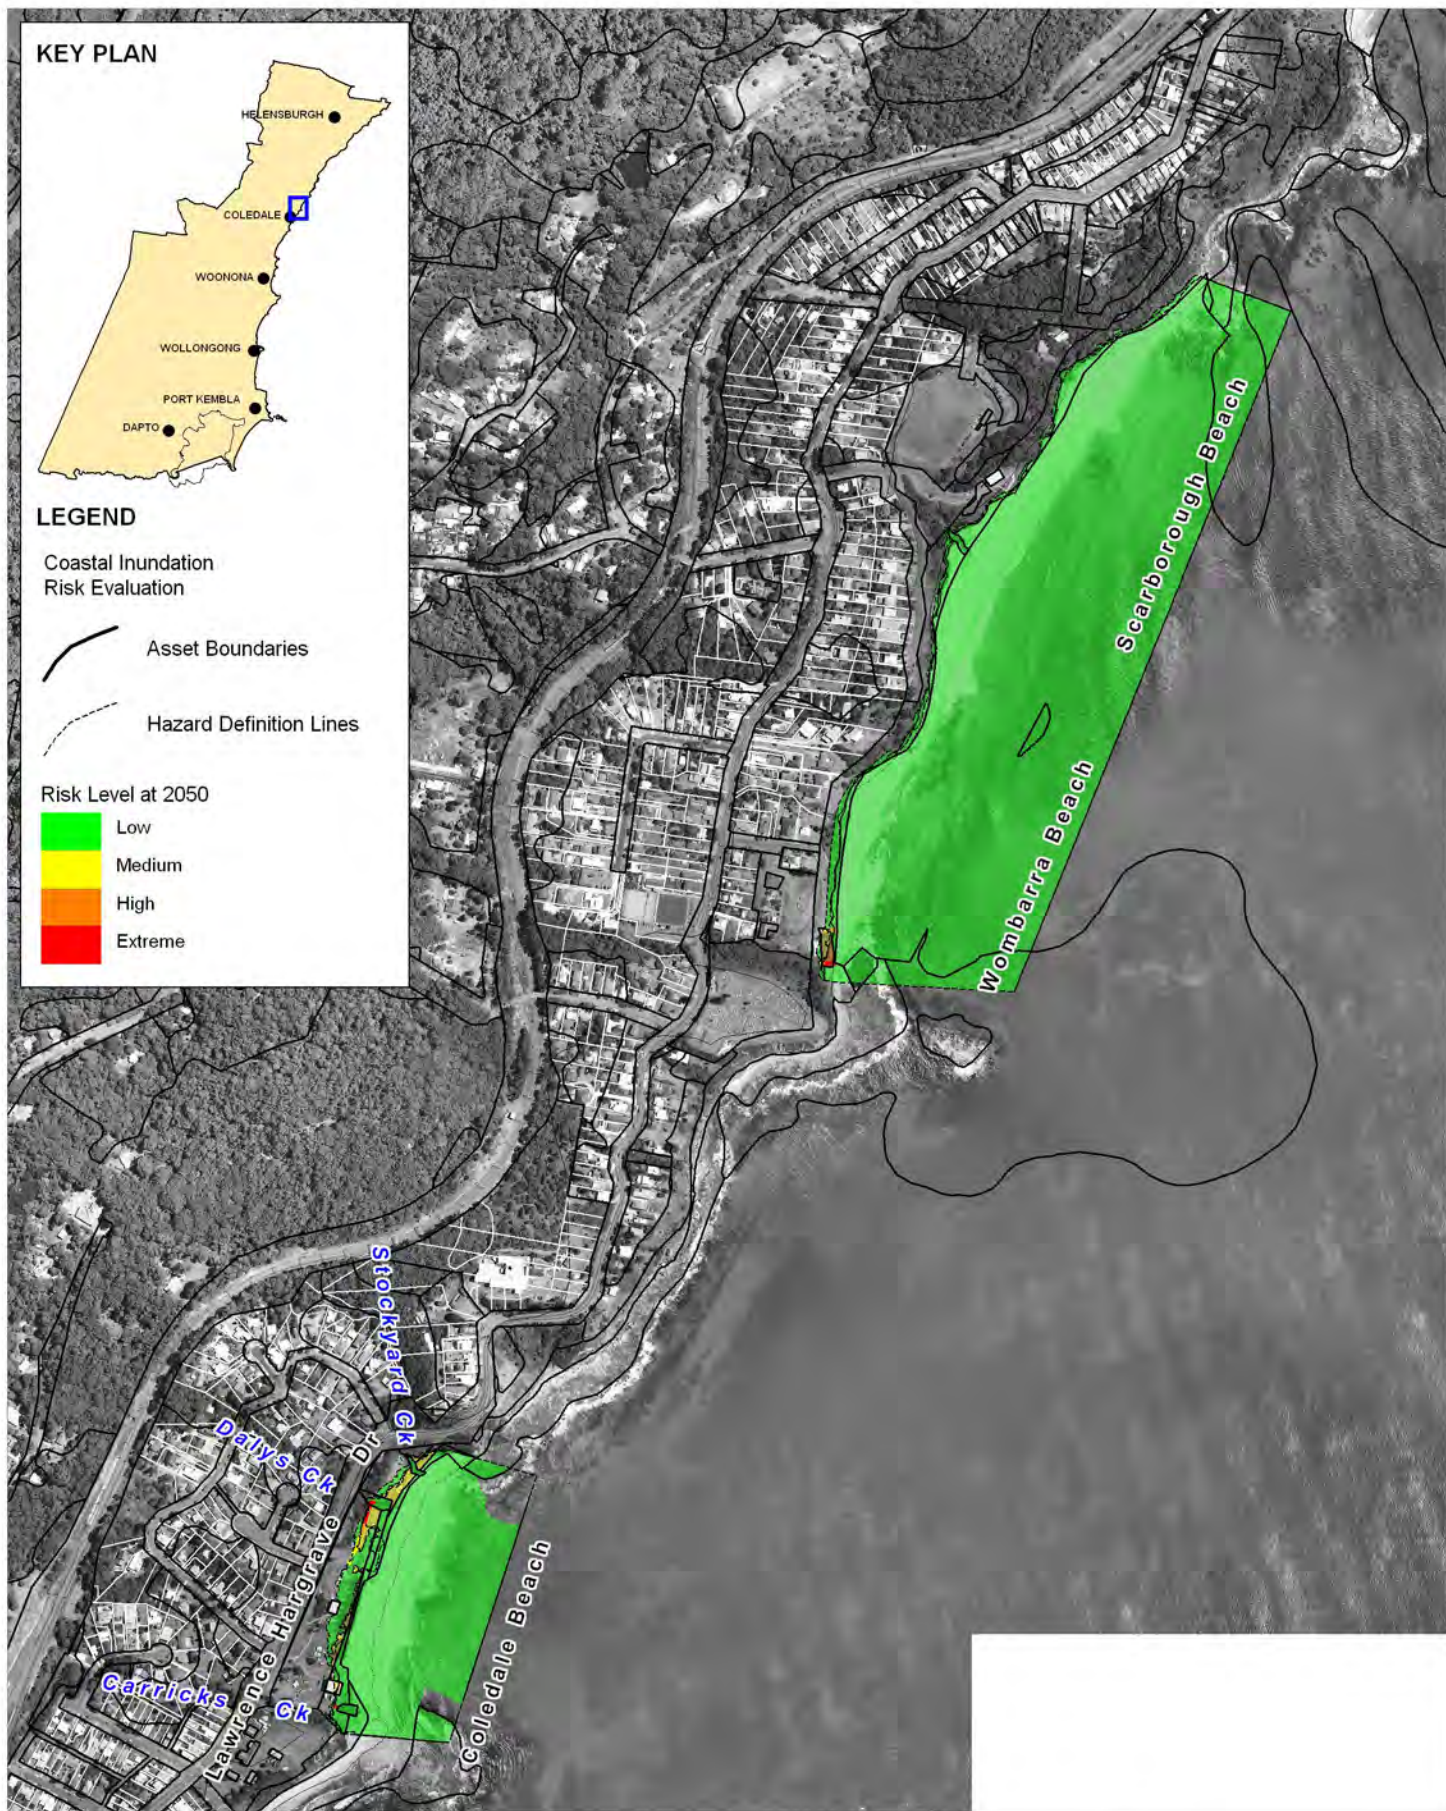 KEY PLAN
HELENSBURGH
COLEDALE
WOONONA
WOLLONGONG
PORT KEMBLA
DAPTO
LEGEND
Coastal Inundation
Risk Evaluation
Asset Boundaries
Hazard Definition Lines
Risk Level at 2050
Low
Medium
High
Extreme
Scarborough Beach
Wombarra Beach
Stockyard Ck
Dalys Ck
Lawrence Hargrave Dr
Coledale Beach
Carricks Ck